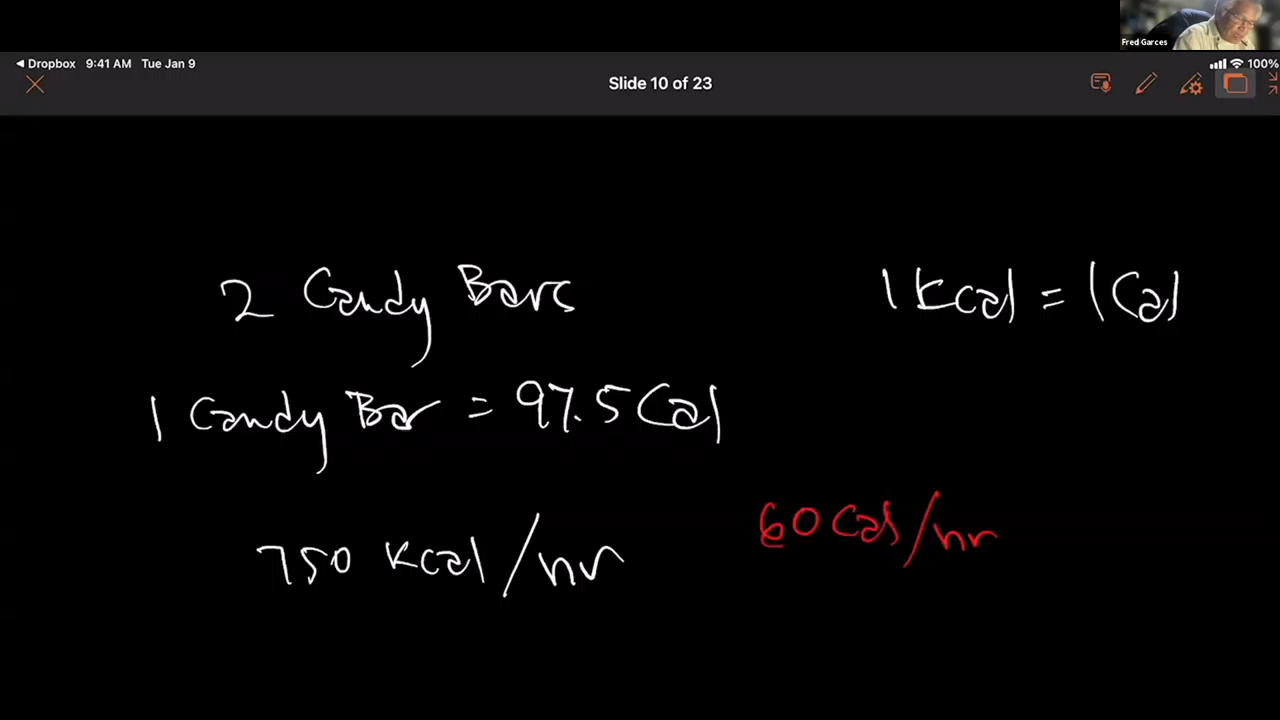 Fred Garces
◀ Dropbox 9:41 AM Tue Jan 9
100%
Slide 10 of 23
2 Candy Bars
1 Kcal = 1 Cal
1 Candy Bar = 97.5 Cal
60 Cal/hr
750 Kcal/hr